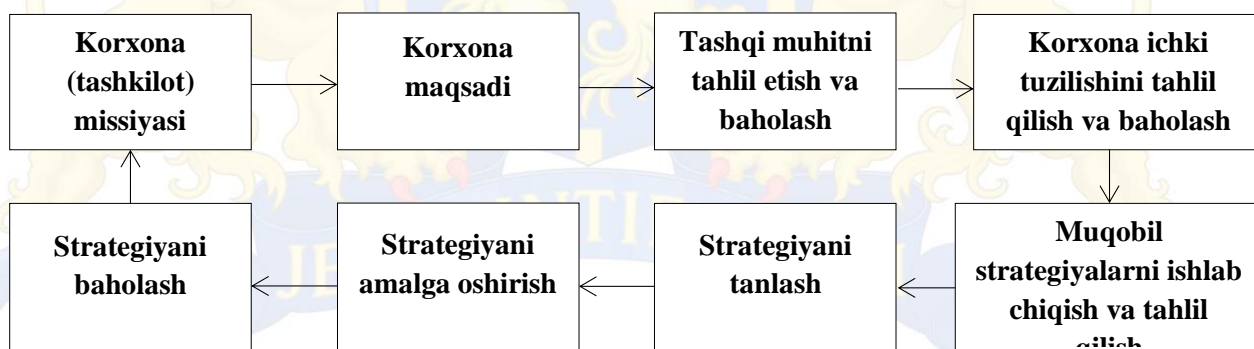 Korxona
(tashkilot)
missiyasi
Korxona
maqsadi
Tashqi muhitni
tahlil etish va
baholash
Korxona ichki
tuzilishini tahlil
qilish va baholash
Strategiyani
baholash
Strategiyani
amalga oshirish
Strategiyani
tanlash
Muqobil
strategiyalarni ishlab
chiqish va tahlil
qilish